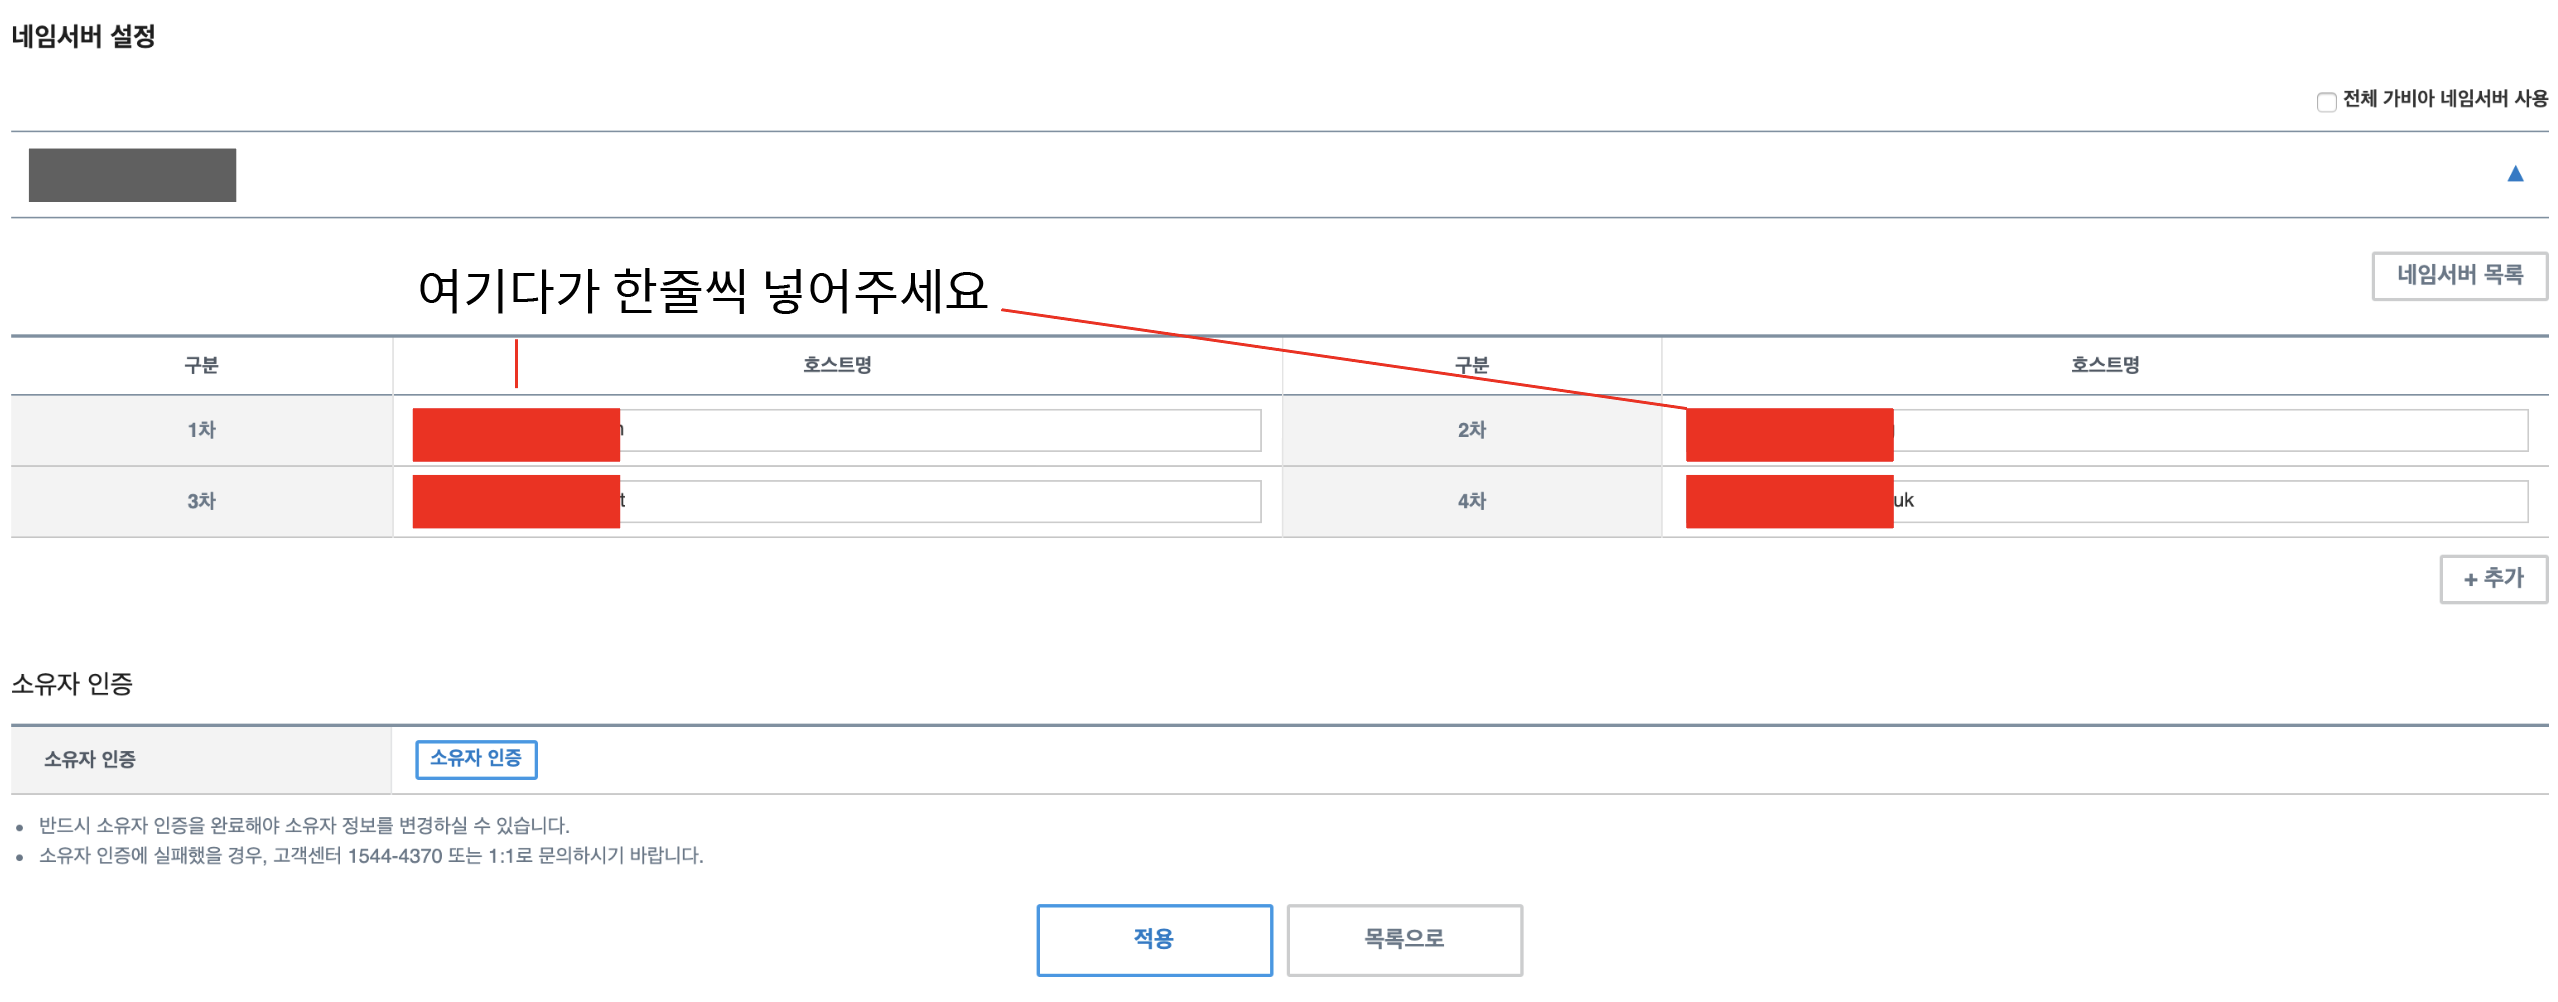 네임서버 설정
전체 가비아 네임서버 사용
▲
여기다가 한줄씩 넣어주세요
네임서버 목록
구분 호스트명 구분 호스트명
1차 2차
3차 t 4차 uk
+ 추가
소유자 인증
소유자 인증 소유자 인증
• 반드시 소유자 인증을 완료해야 소유자 정보를 변경하실 수 있습니다.
• 소유자 인증에 실패했을 경우, 고객센터 1544-4370 또는 1:1로 문의하시기 바랍니다.
적용 목록으로